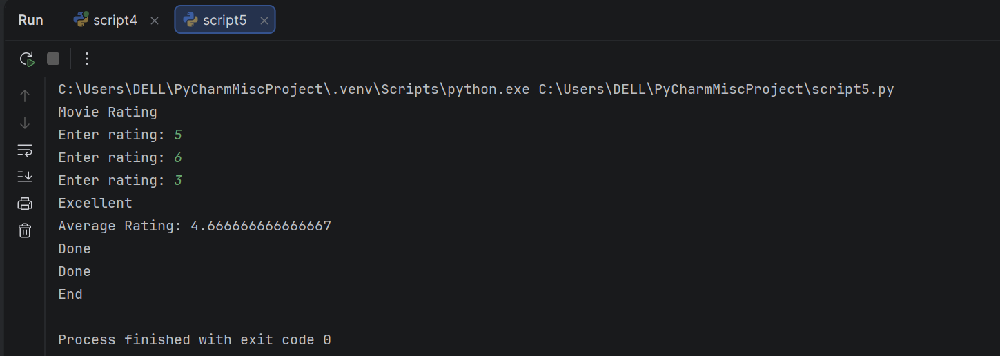 Run script4 script5
C:\Users\DELL\PyCharmMiscProject\.venv\Scripts\python.exe C:\Users\DELL\PyCharmMiscProject\script5.py
Movie Rating
Enter rating: 5
Enter rating: 6
Enter rating: 3
Excellent
Average Rating: 4.666666666666667
Done
Done
End
Process finished with exit code 0